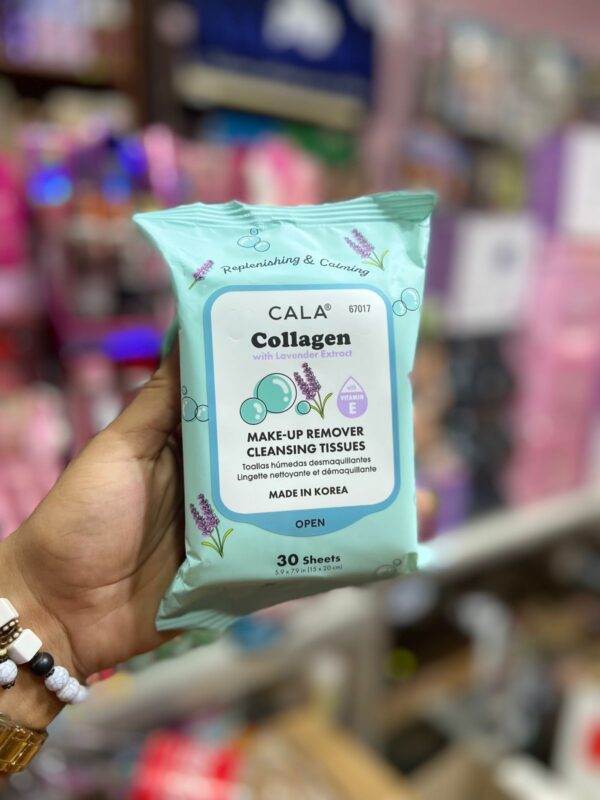 Replenishing & Calming
CALA® 67017
Collagen
with Lavender Extract
with
VITAMIN
E
MAKE-UP REMOVER
CLEANSING TISSUES
Toallas húmedas desmaquillantes
Lingette nettoyante et démaquillante
MADE IN KOREA
OPEN
30 Sheets
5.9 x 7.9 in (15 x 20 cm)